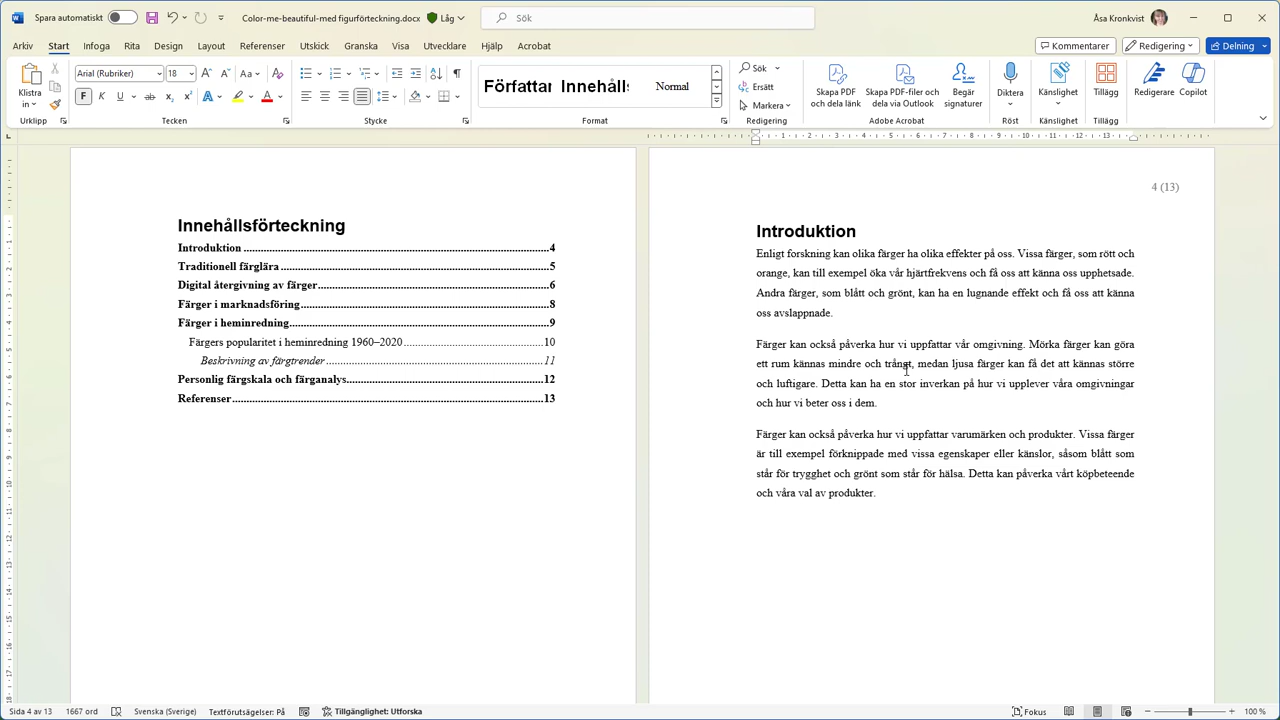 Spara automatiskt
Color-me-beautiful-med figurförteckning.docx
Låg
Sök
Åsa Kronkvist
Arkiv Start Infoga Rita Design Layout Referenser Utskick Granska Visa Utvecklare Hjälp Acrobat
Kommentarer Redigering Delning
Klistra in
Urklipp
Arial (Rubriker) 18
Aa
F K U ab x₂ x² A A
Tecken
Stycke
Författar Innehålls Normal
Format
Sök
Ersätt
Markera
Redigering
Skapa PDF och dela länk
Skapa PDF-filer och dela via Outlook
Begär signaturer
Adobe Acrobat
Diktera
Röst
Känslighet
Känslighet
Tillägg
Tillägg
Redigerare
Copilot
Innehållsförteckning
Introduktion 4
Traditionell färglära 5
Digital återgivning av färger 6
Färger i marknadsföring 8
Färger i heminredning 9
Färgers popularitet i heminredning 1960–2020 10
Beskrivning av färgtrender 11
Personlig färgskala och färganalys 12
Referenser 13
4 (13)
Introduktion
Enligt forskning kan olika färger ha olika effekter på oss. Vissa färger, som rött och
orange, kan till exempel öka vår hjärtfrekvens och få oss att känna oss upphetsade.
Andra färger, som blått och grönt, kan ha en lugnande effekt och få oss att känna
oss avslappnade.
Färger kan också påverka hur vi uppfattar vår omgivning. Mörka färger kan göra
ett rum kännas mindre och trångt, medan ljusa färger kan få det att kännas större
och luftigare. Detta kan ha en stor inverkan på hur vi upplever våra omgivningar
och hur vi beter oss i dem.
Färger kan också påverka hur vi uppfattar varumärken och produkter. Vissa färger
är till exempel förknippade med vissa egenskaper eller känslor, såsom blått som
står för trygghet och grönt som står för hälsa. Detta kan påverka vårt köpbeteende
och våra val av produkter.
Sida 4 av 13 1667 ord Svenska (Sverige) Textförutsägelser: På Tillgänglighet: Utforska Fokus 100 %